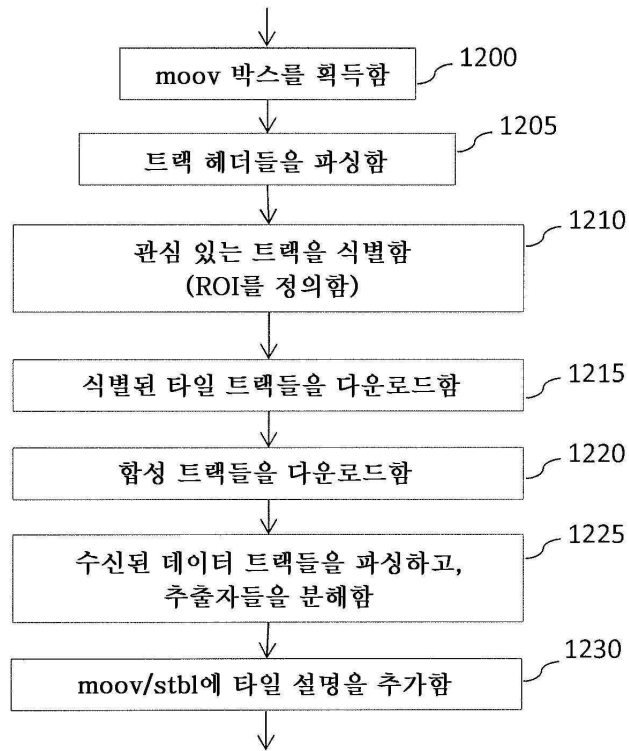 moov 박스를 획득함
1200
트랙 헤더들을 파싱함
1205
관심 있는 트랙을 식별함
(ROI를 정의함)
1210
식별된 타일 트랙들을 다운로드함
1215
합성 트랙들을 다운로드함
1220
수신된 데이터 트랙들을 파싱하고,
추출자들을 분해함
1225
moov/stbl에 타일 설명을 추가함
1230